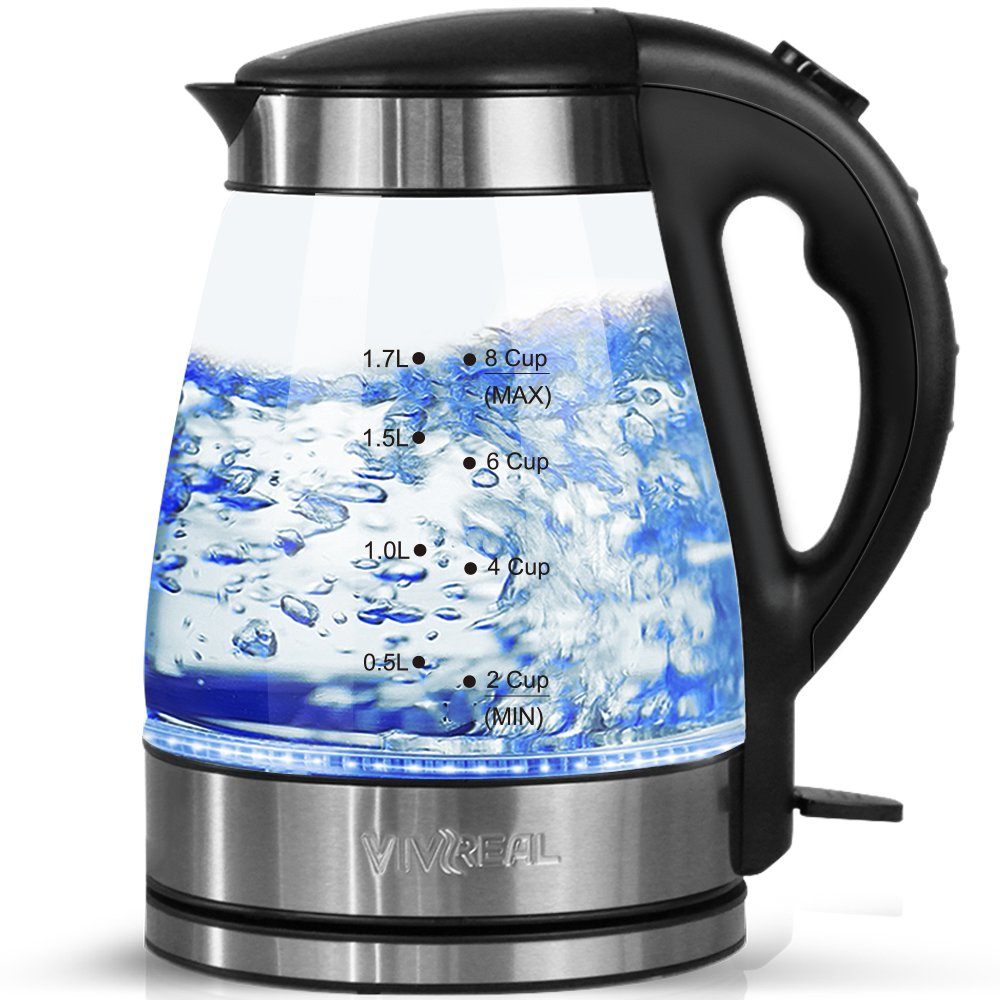 1.7L 8 Cup
(MAX)
1.5L
6 Cup
1.0L
4 Cup
0.5L
2 Cup
(MIN)
VIVREAL